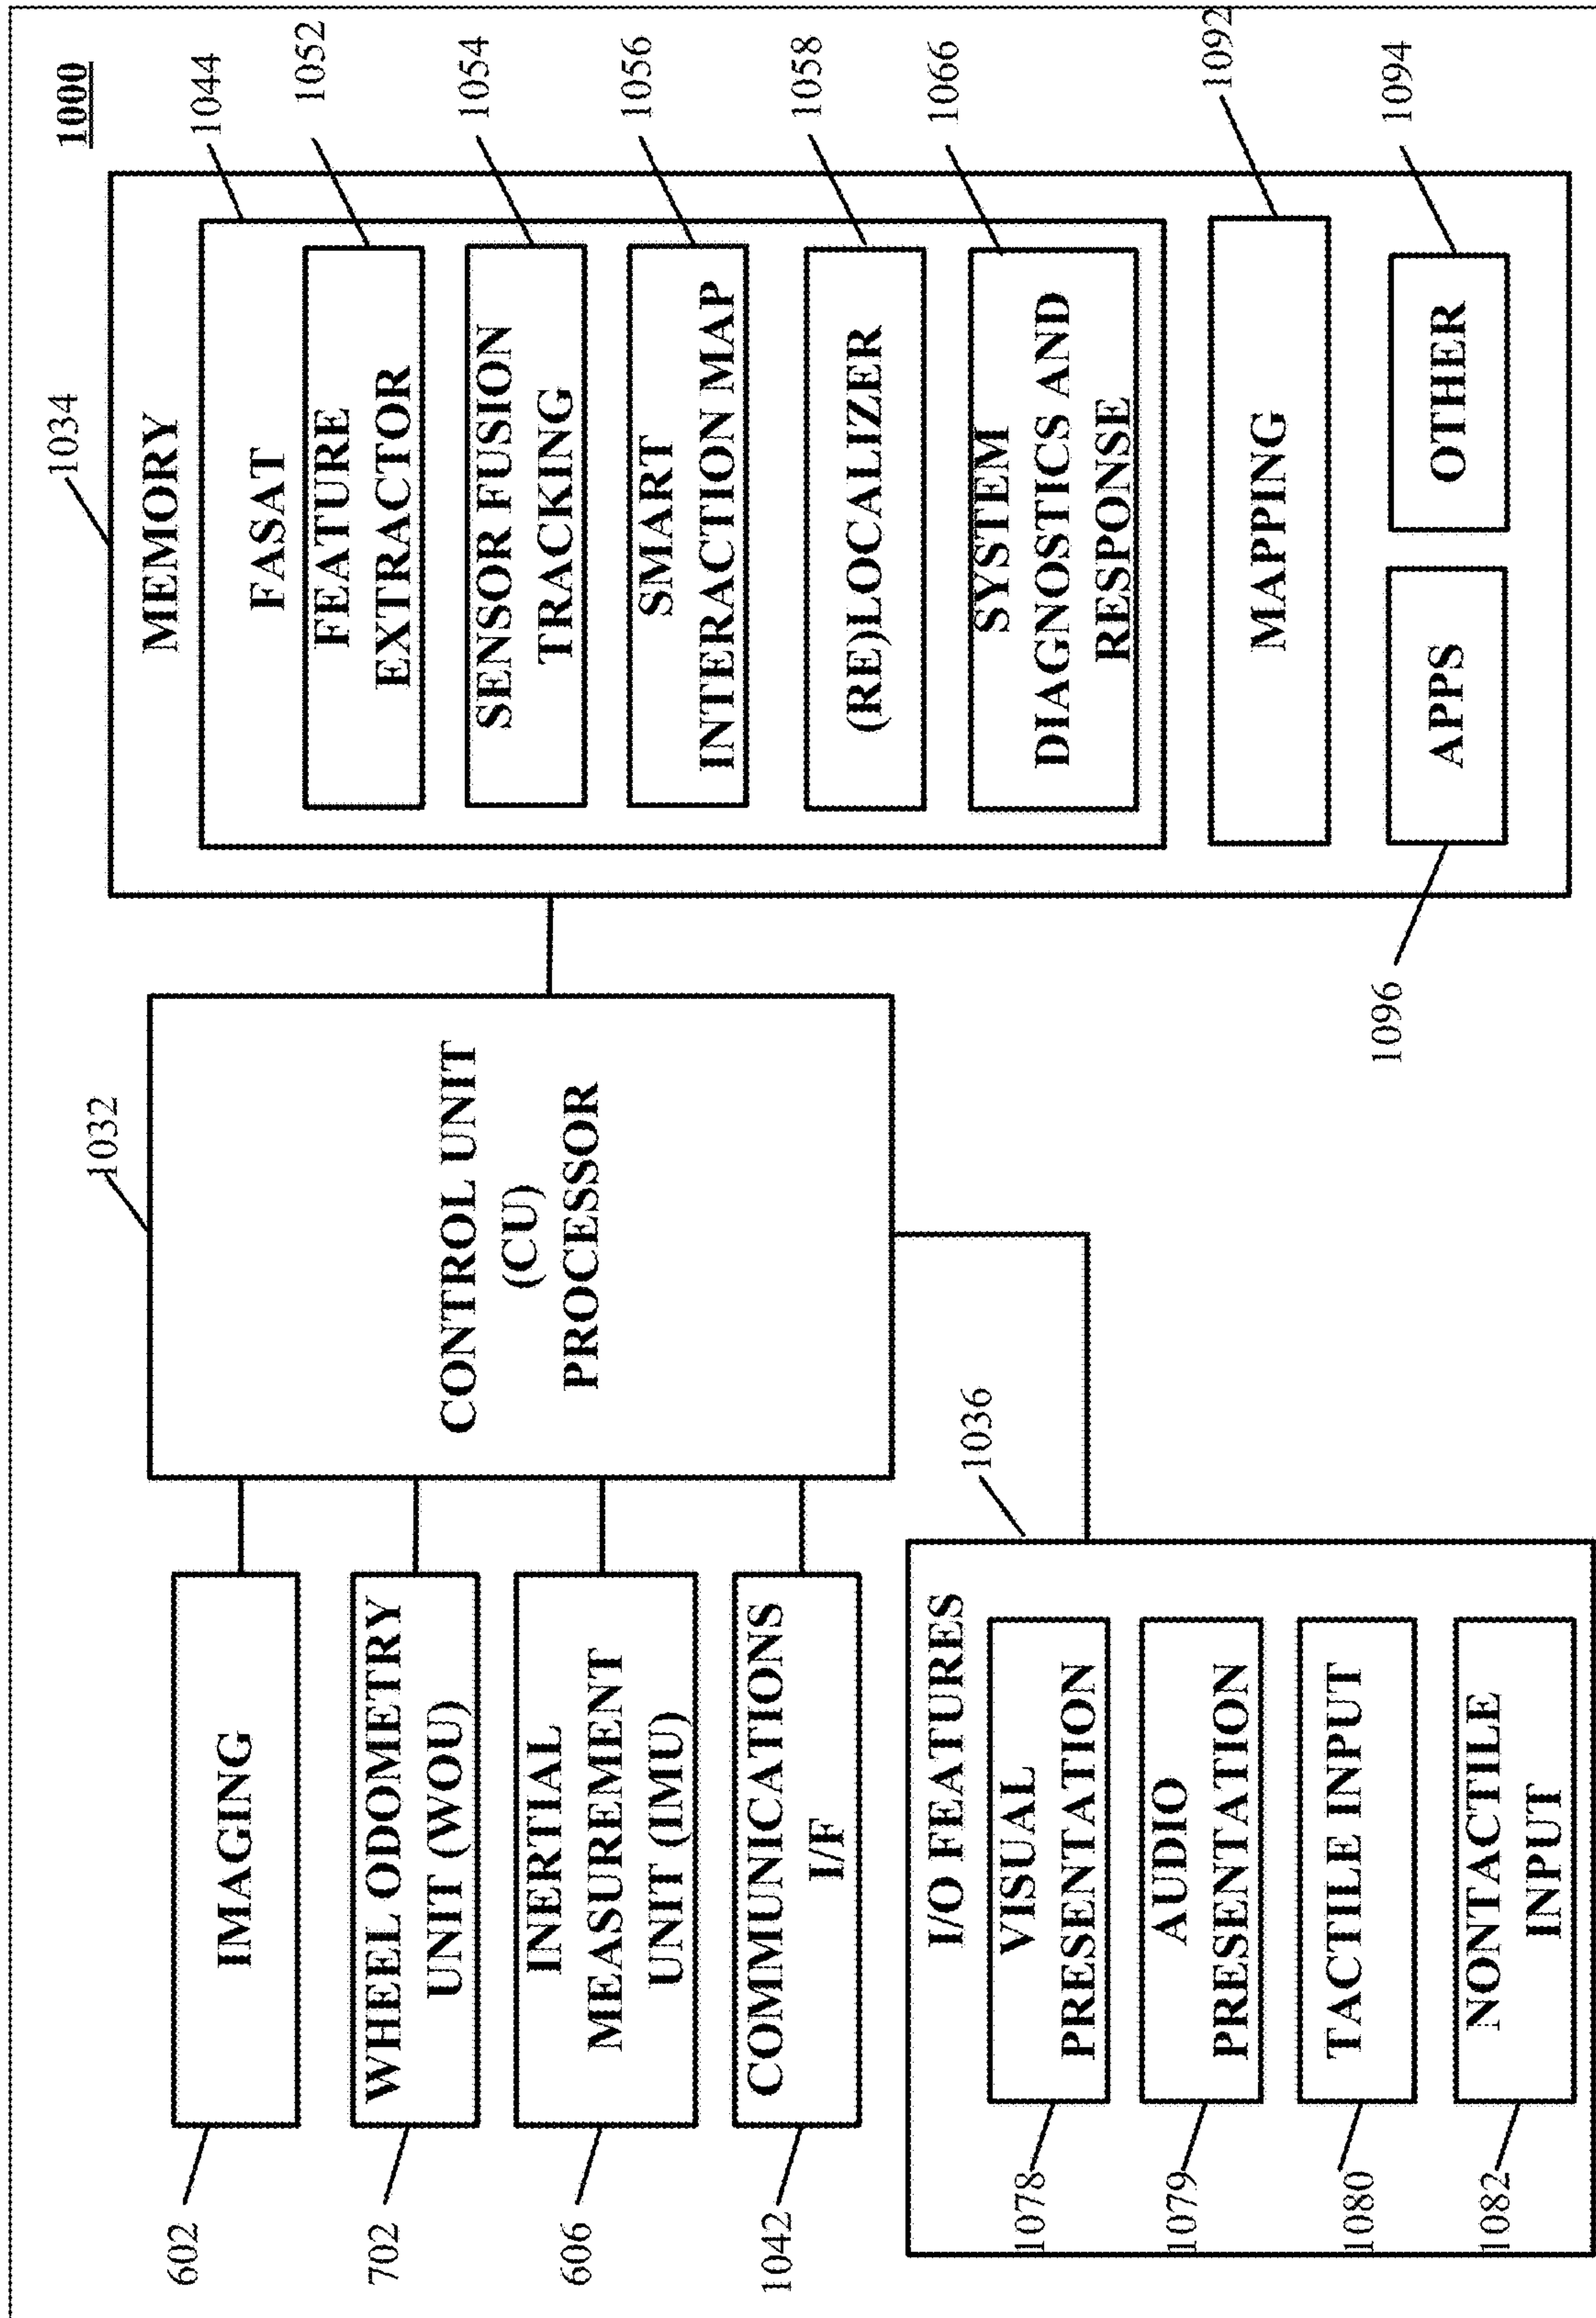 1000
1034
MEMORY
1044
FASAT
1052
FEATURE
EXTRACTOR
1054
SENSOR FUSION
TRACKING
1056
SMART
INTERACTION MAP
1058
(RE)LOCALIZER
1066
SYSTEM
DIAGNOSTICS AND
RESPONSE
1092
MAPPING
1096
APPS
1094
OTHER
1032
CONTROL UNIT
(CU)
PROCESSOR
602
IMAGING
702
WHEEL ODOMETRY
UNIT (WOU)
606
INERTIAL
MEASUREMENT
UNIT (IMU)
1042
COMMUNICATIONS
I/F
1036
I/O FEATURES
1078
VISUAL
PRESENTATION
1079
AUDIO
PRESENTATION
1080
TACTILE INPUT
1082
NONTACTILE
INPUT